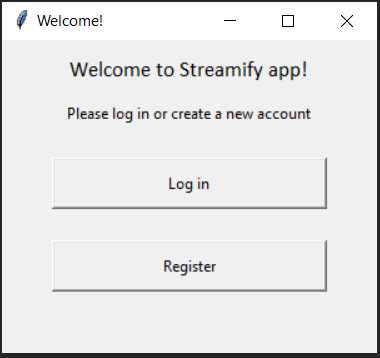 Welcome!
Welcome to Streamify app!
Please log in or create a new account
Log in
Register